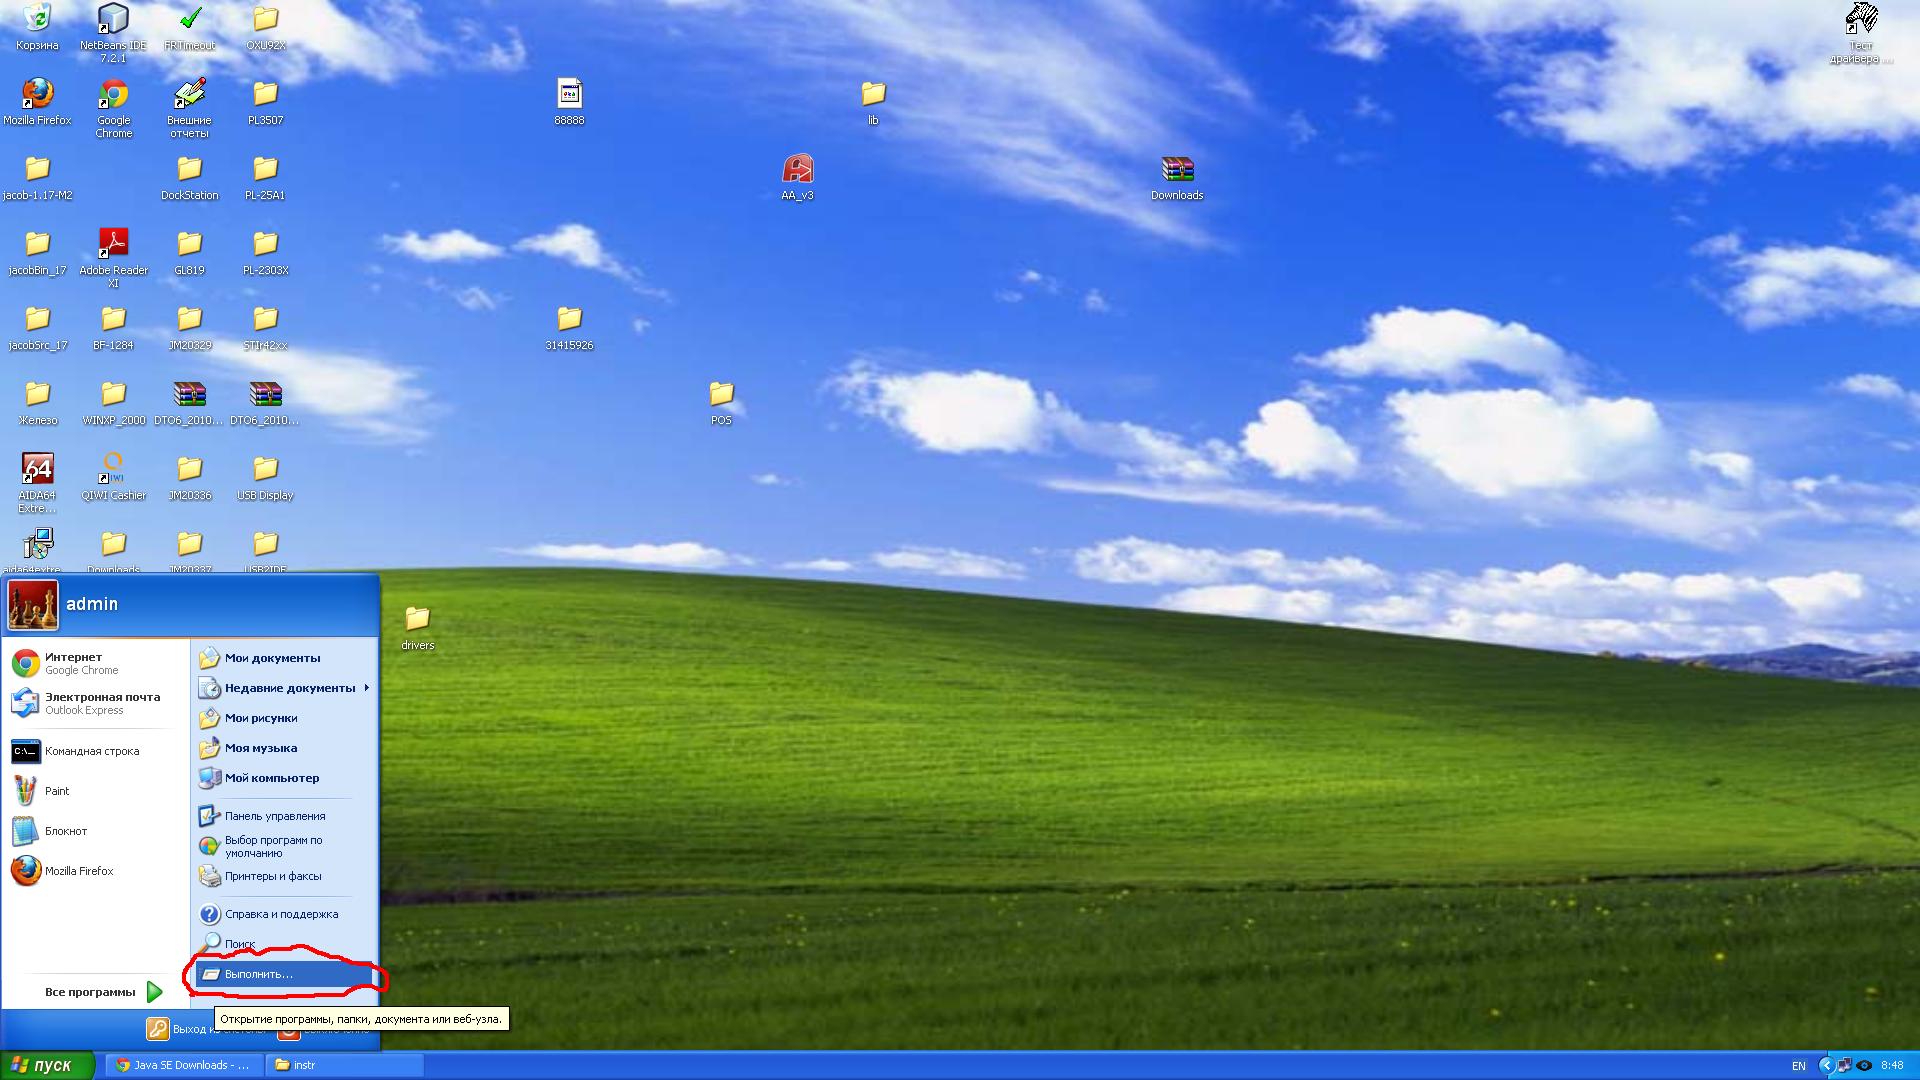 Корзина
NetBeans IDE
7.2.1
FRTimeout
OXU92X
Тест
драйвера ...
Mozilla Firefox
Google
Chrome
Внешние
отчеты
PL3507
88888
lib
jacob-1.17-M2
DockStation
PL-25A1
AA_v3
Downloads
jacobBin_17
Adobe Reader
XI
GL819
PL-2303X
jacobSrc_17
BF-1284
JM20329
STIr42xx
31415926
Железо
WINXP_2000
DTO6_2010...
DTO6_2010...
POS
AIDA64
Extre...
QIWI Cashier
JM20336
USB Display
aida64extre...
Downloads
JM20337
USB2IDE
drivers
admin
Интернет
Google Chrome
Электронная почта
Outlook Express
Командная строка
Paint
Блокнот
Mozilla Firefox
Все программы
Мои документы
Недавние документы
Мои рисунки
Моя музыка
Мой компьютер
Панель управления
Выбор программ по
умолчанию
Принтеры и факсы
Справка и поддержка
Поиск
Выполнить...
Открытие программы, папки, документа или веб-узла.
Выход из системы
пуск
Java SE Downloads - ...
instr
EN
8:48